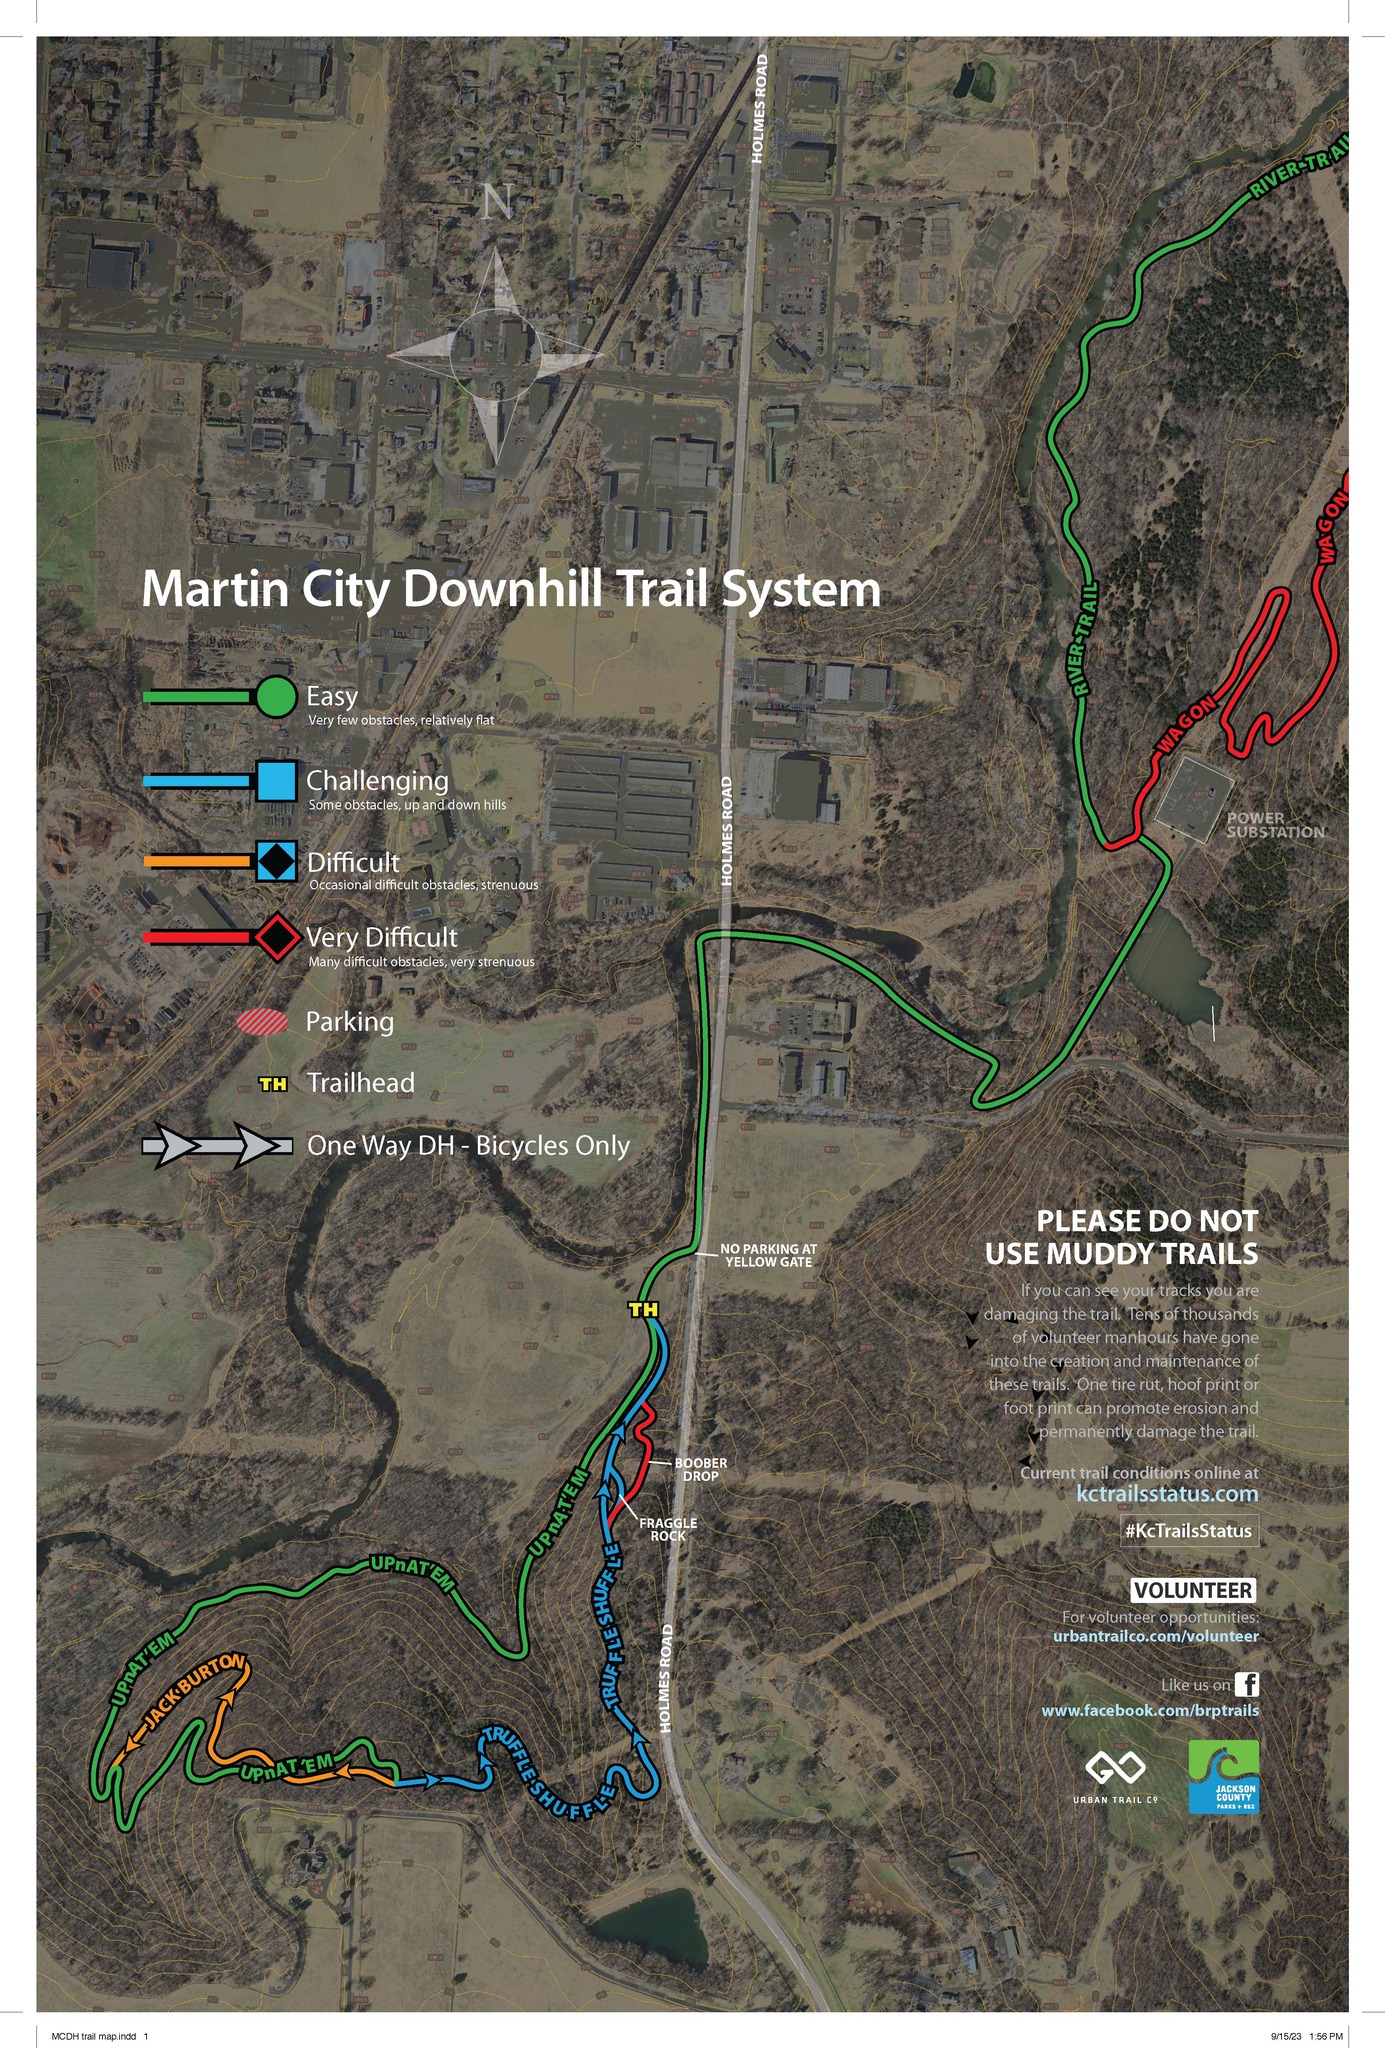 HOLMES ROAD
RIVER-TRAIL
N
WAGON
Martin City Downhill Trail System
RIVER-TRAIL
Easy
Very few obstacles, relatively flat
WAGON
Challenging
Some obstacles, up and down hills
HOLMES ROAD
POWER
SUBSTATION
Difficult
Occasional difficult obstacles, strenuous
Very Difficult
Many difficult obstacles, very strenuous
Parking
TH Trailhead
One Way DH - Bicycles Only
PLEASE DO NOT
USE MUDDY TRAILS
NO PARKING AT
YELLOW GATE
If you can see your tracks you are
damaging the trail. Tens of thousands
of volunteer manhours have gone
into the creation and maintenance of
these trails. One tire rut, hoof print or
foot print can promote erosion and
permanently damage the trail.
TH
BOOBER
DROP
Current trail conditions online at
kctrailsstatus.com
#KcTrailsStatus
UPnAT'EM
FRAGGLE
ROCK
UPnAT'EM
VOLUNTEER
For volunteer opportunities:
urbantrailco.com/volunteer
TRUFFLE SHUFFLE
HOLMES ROAD
UPnAT'EM
JACK BURTON
Like us on f
www.facebook.com/brptrails
UPnAT'EM
TRUFFLE SHUFFLE
URBAN TRAIL CO
JACKSON
COUNTY
PARKS + REC
MCDH trail map.indd 1
9/15/23 1:56 PM